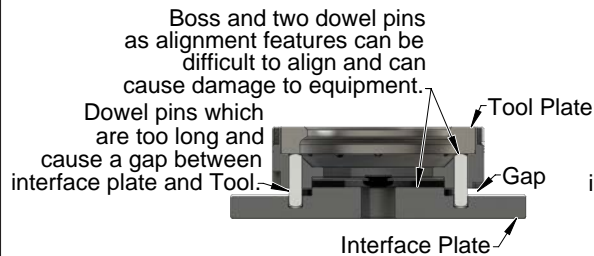 Boss and two dowel pins
as alignment features can be
difficult to align and can
cause damage to equipment.
Tool Plate
Dowel pins which
are too long and
cause a gap between
interface plate and Tool.
Gap
i
Interface Plate